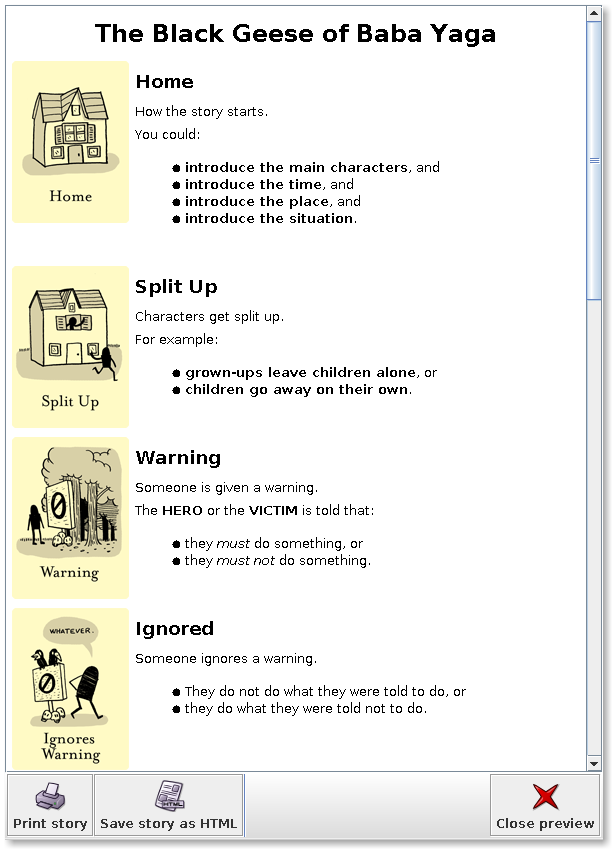 The Black Geese of Baba Yaga
Home
How the story starts.
You could:
● introduce the main characters, and
● introduce the time, and
● introduce the place, and
● introduce the situation.
Home
Split Up
Characters get split up.
For example:
● grown-ups leave children alone, or
● children go away on their own.
Split Up
Warning
Someone is given a warning.
The HERO or the VICTIM is told that:
● they must do something, or
● they must not do something.
0
Warning
Ignored
Someone ignores a warning.
● They do not do what they were told to do, or
● they do what they were told not to do.
WHATEVER.
0
Ignores
Warning
Print story
HTML
Save story as HTML
Close preview